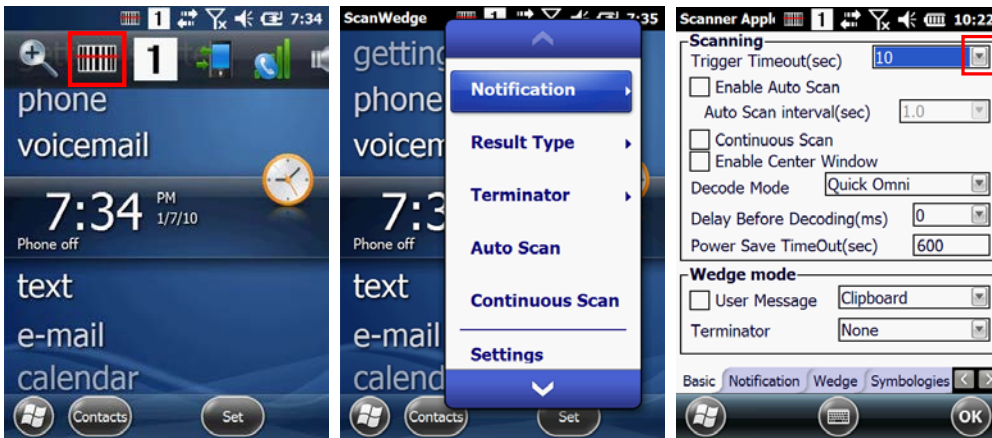 1 7:34
1
phone
voicemail
7:34 PM
1/7/10
Phone off
text
e-mail
calendar
Contacts Set
ScanWedge 1 7:35
getting
phone
voicem
7:3
Phone off
text
e-mail
calend
Contacts Set
Notification
Result Type
Terminator
Auto Scan
Continuous Scan
Settings
Scanner Appli 1 10:22
Scanning
Trigger Timeout(sec) 10
Enable Auto Scan
Auto Scan interval(sec) 1.0
Continuous Scan
Enable Center Window
Decode Mode Quick Omni
Delay Before Decoding(ms) 0
Power Save TimeOut(sec) 600
Wedge mode
User Message Clipboard
Terminator None
Basic Notification Wedge Symbologies
OK